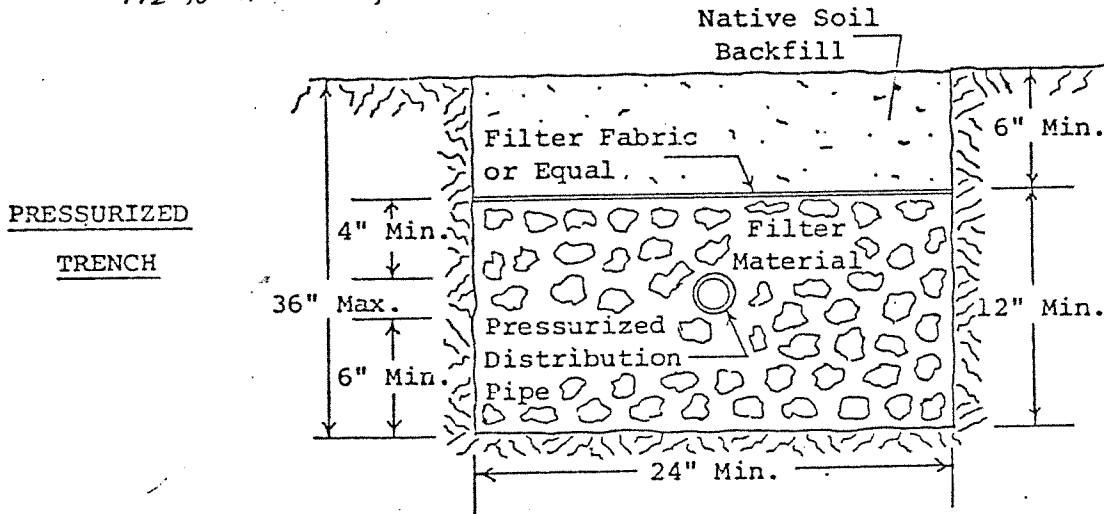 Native Soil
Backfill
6" Min.
Filter Fabric
or Equal
PRESSURIZED
TRENCH
4" Min.
Filter
Material
36" Max.
12" Min.
Pressurized
Distribution
Pipe
6" Min.
24" Min.